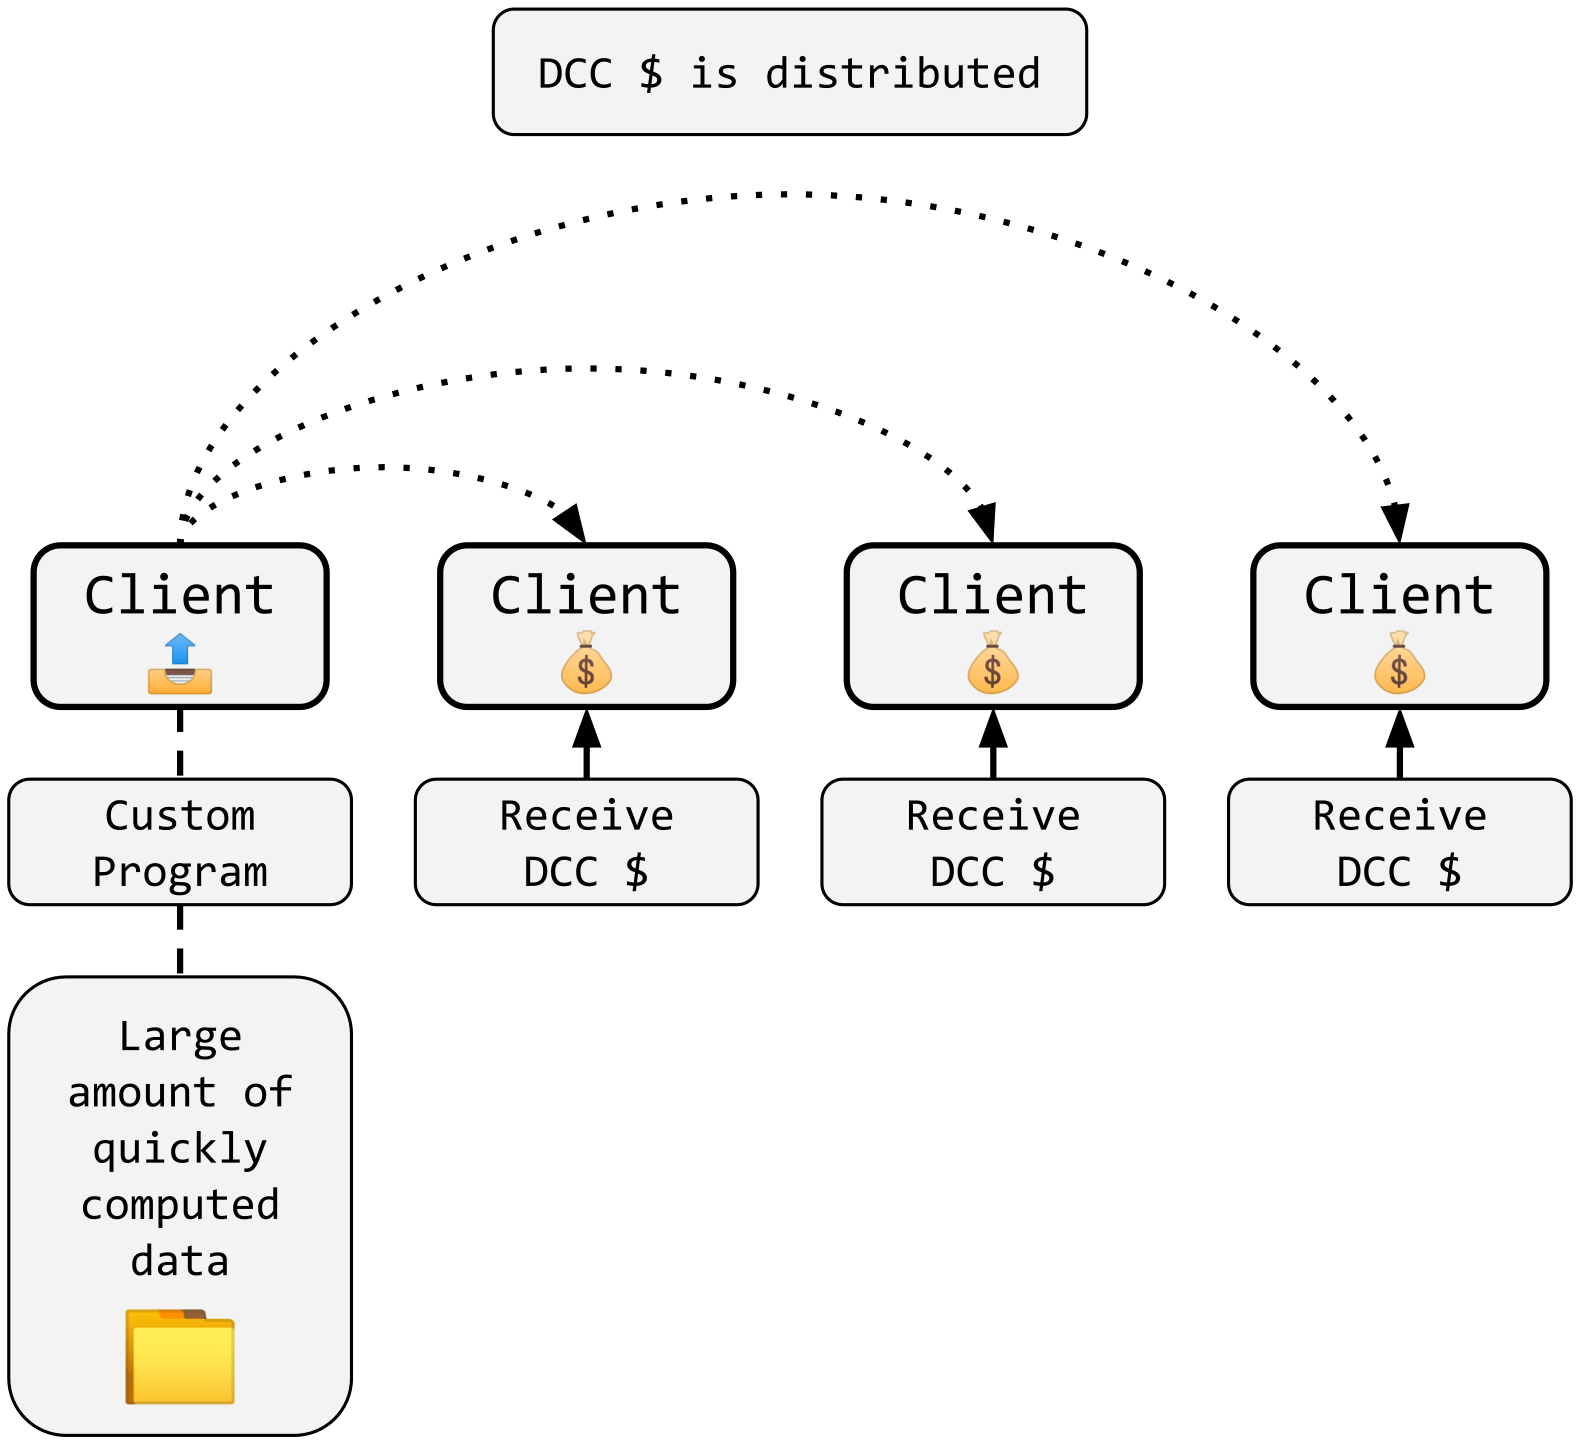 DCC $ is distributed
Client
Client
Client
Client
$
$
$
Custom
Program
Receive
DCC $
Receive
DCC $
Receive
DCC $
Large
amount of
quickly
computed
data